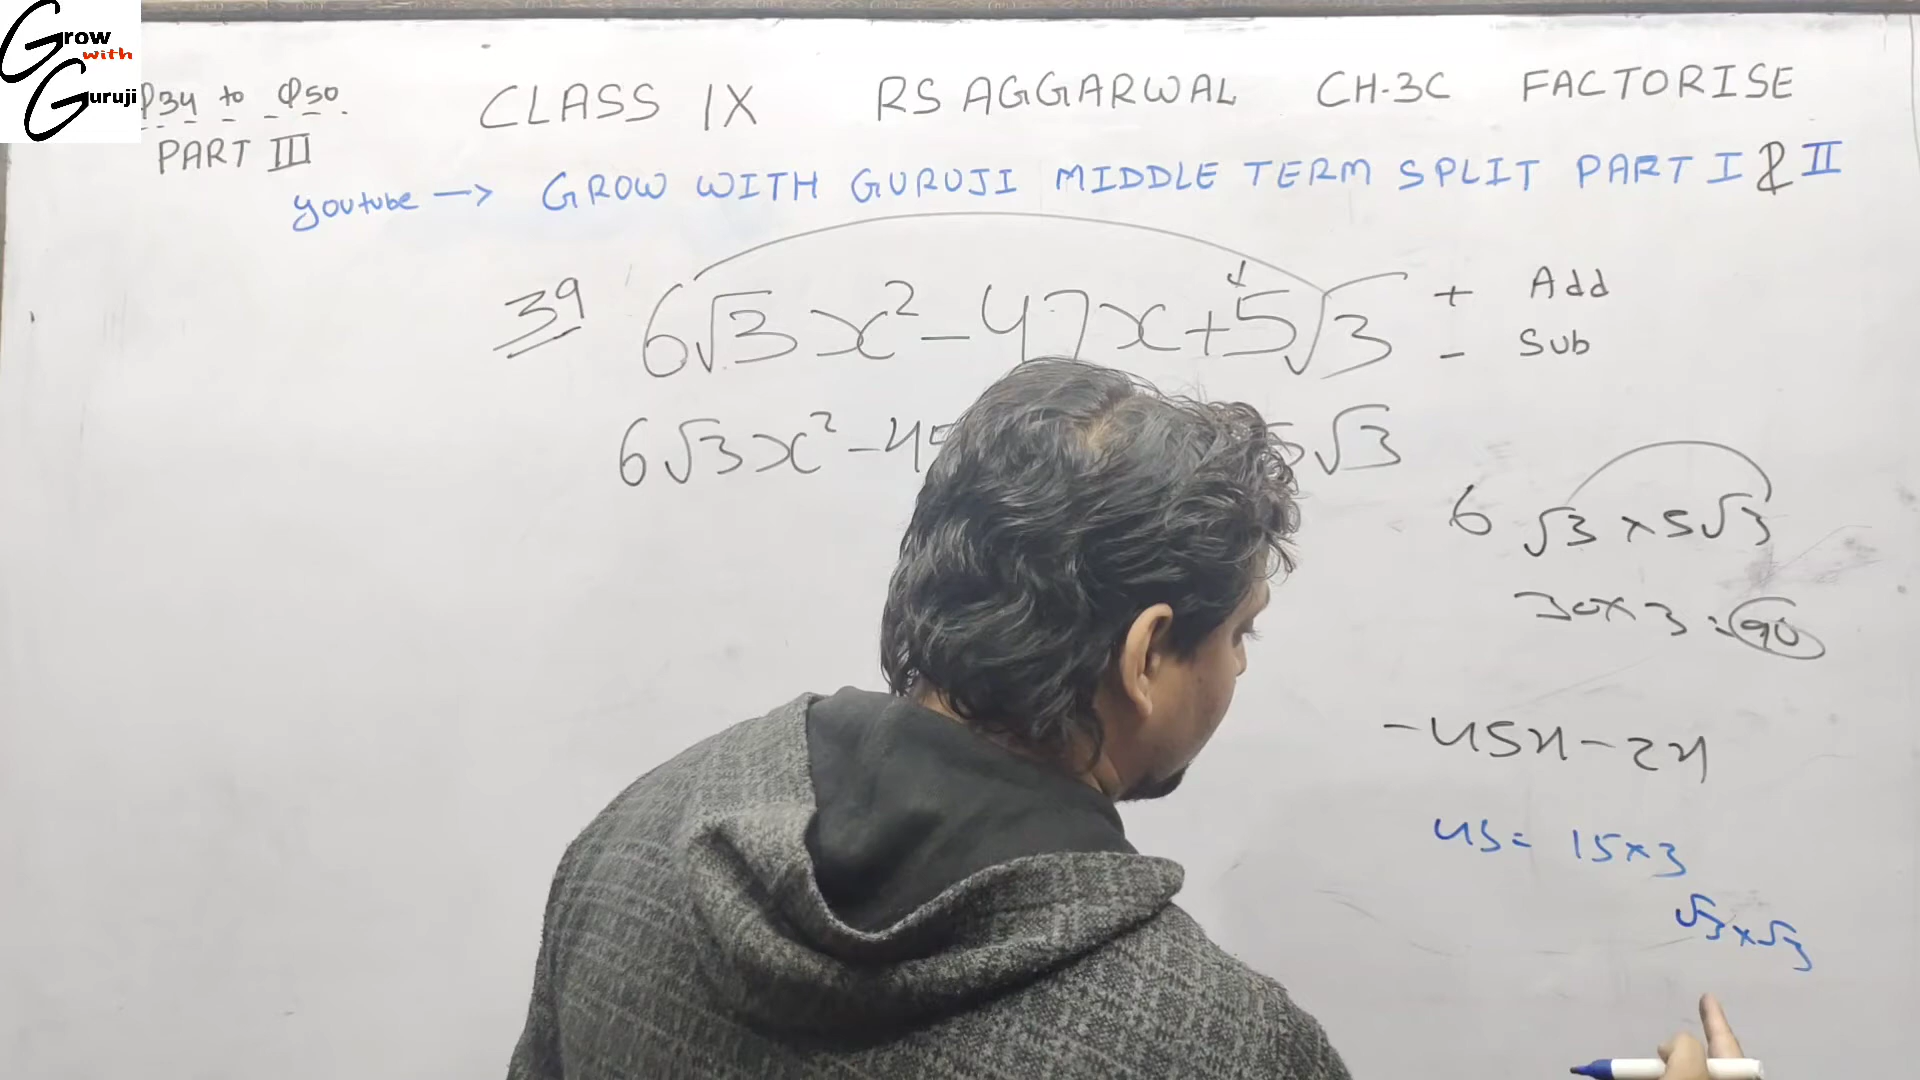 Grow
with
Guruji
Q34 to Q50.
CLASS IX RS AGGARWAL CH-3C FACTORISE
PART III
youtube → GROW WITH GURUJI MIDDLE TERM SPLIT PART I & II
39 6√3x² - 47x + 5√3 + Add
- Sub
6√3x² - 45 5√3
6 √3 × 5√3
30×3 = 90
-45x - 2x
45 = 15×3
√3×√3